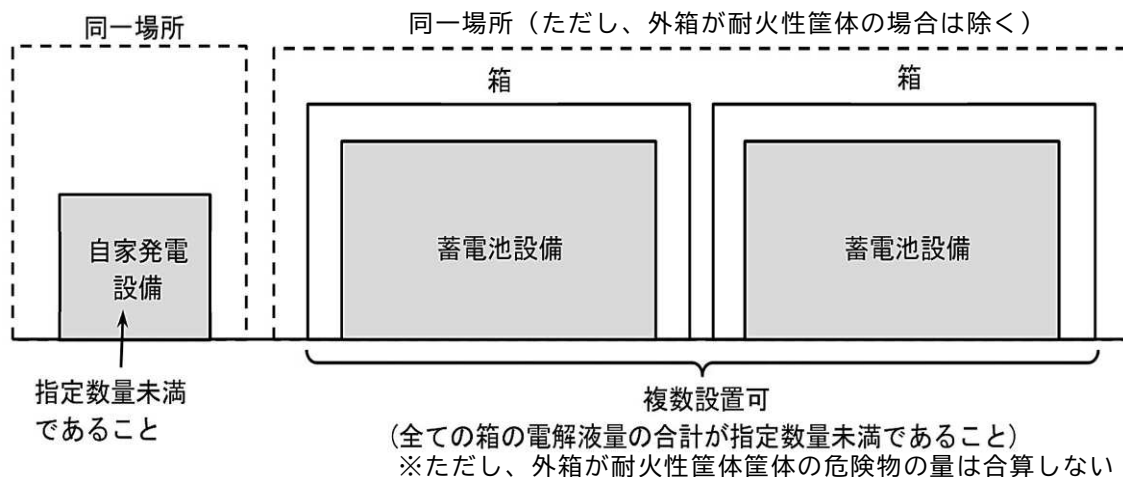 同一場所
同一場所（ただし、外箱が耐火性筐体の場合は除く）
箱
箱
自家発電
設備
蓄電池設備
蓄電池設備
指定数量未満
であること
複数設置可
（全ての箱の電解液量の合計が指定数量未満であること）
※ただし、外箱が耐火性筐体筐体の危険物の量は合算しない